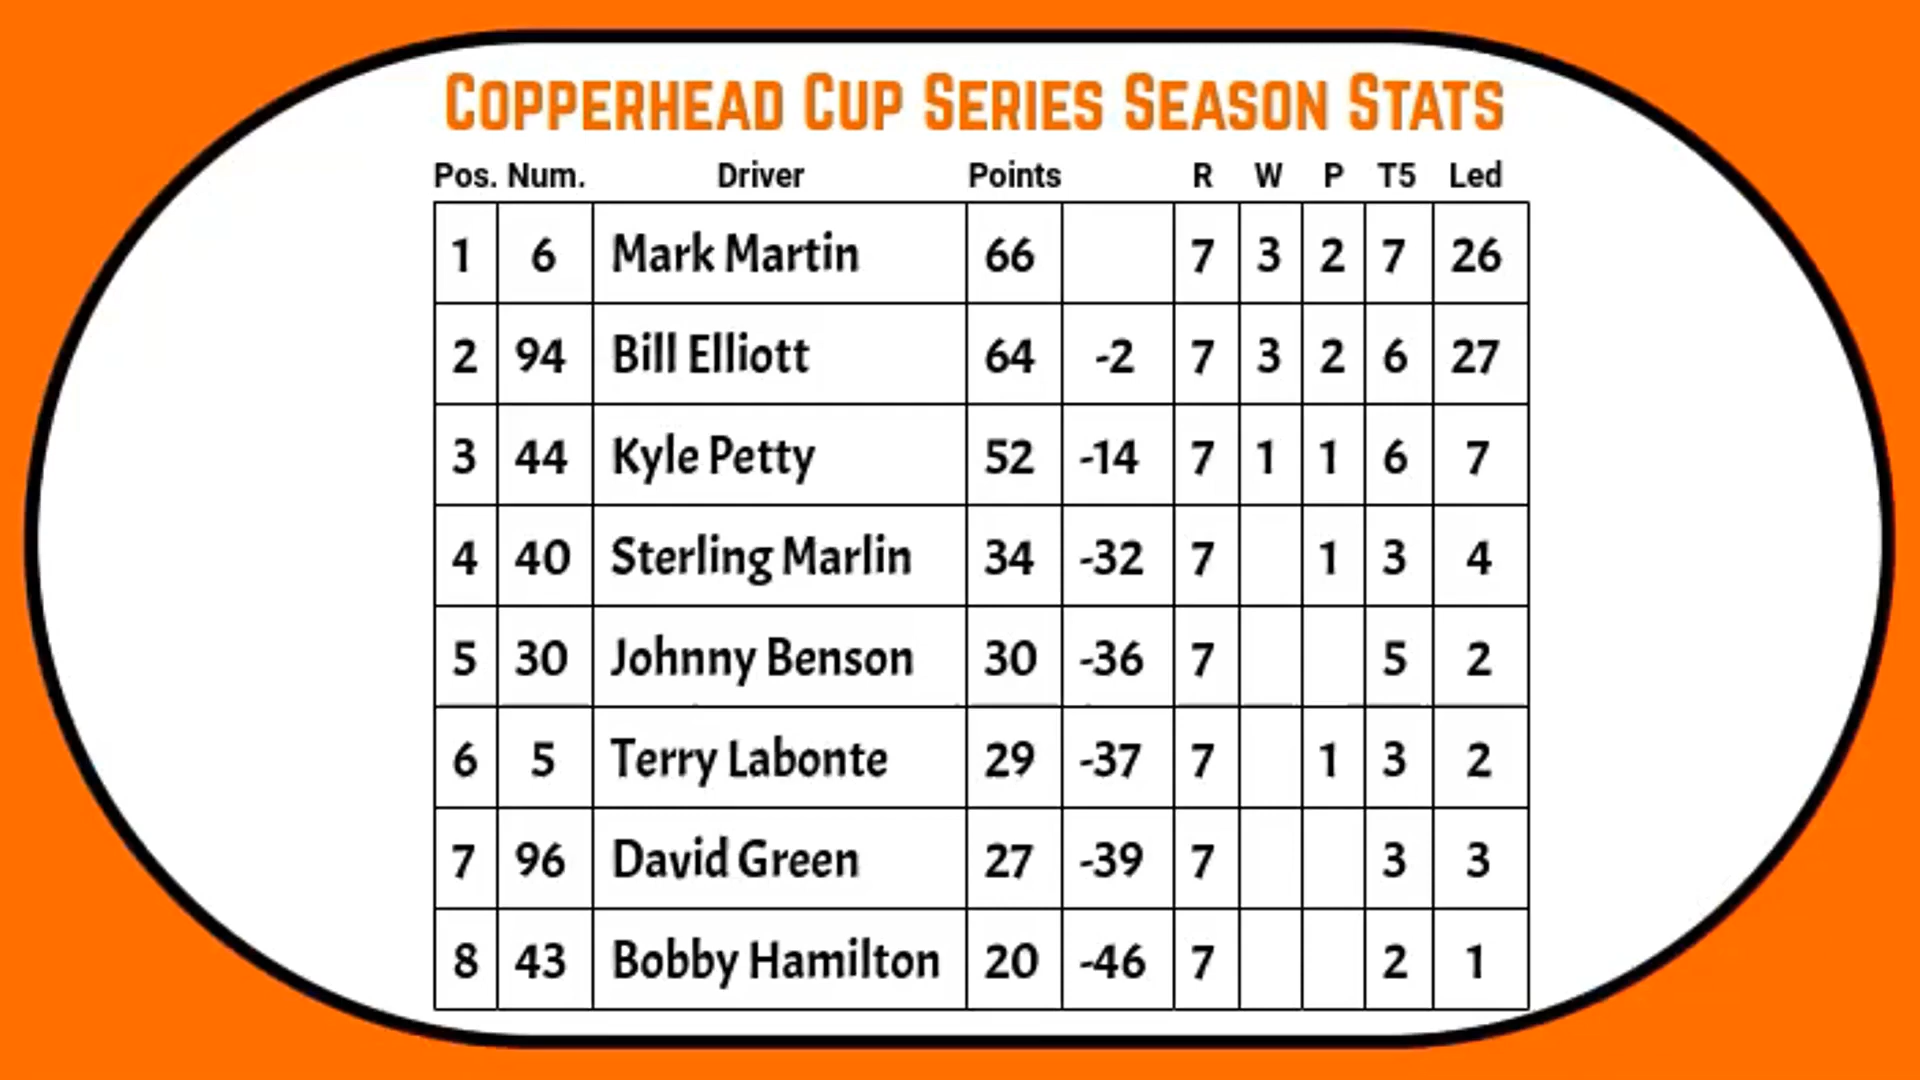 Copperhead Cup Series Season Stats
Pos. Num. Driver Points R W P T5 Led
1 6 Mark Martin 66 7 3 2 7 26
2 94 Bill Elliott 64 -2 7 3 2 6 27
3 44 Kyle Petty 52 -14 7 1 1 6 7
4 40 Sterling Marlin 34 -32 7 1 3 4
5 30 Johnny Benson 30 -36 7 5 2
6 5 Terry Labonte 29 -37 7 1 3 2
7 96 David Green 27 -39 7 3 3
8 43 Bobby Hamilton 20 -46 7 2 1